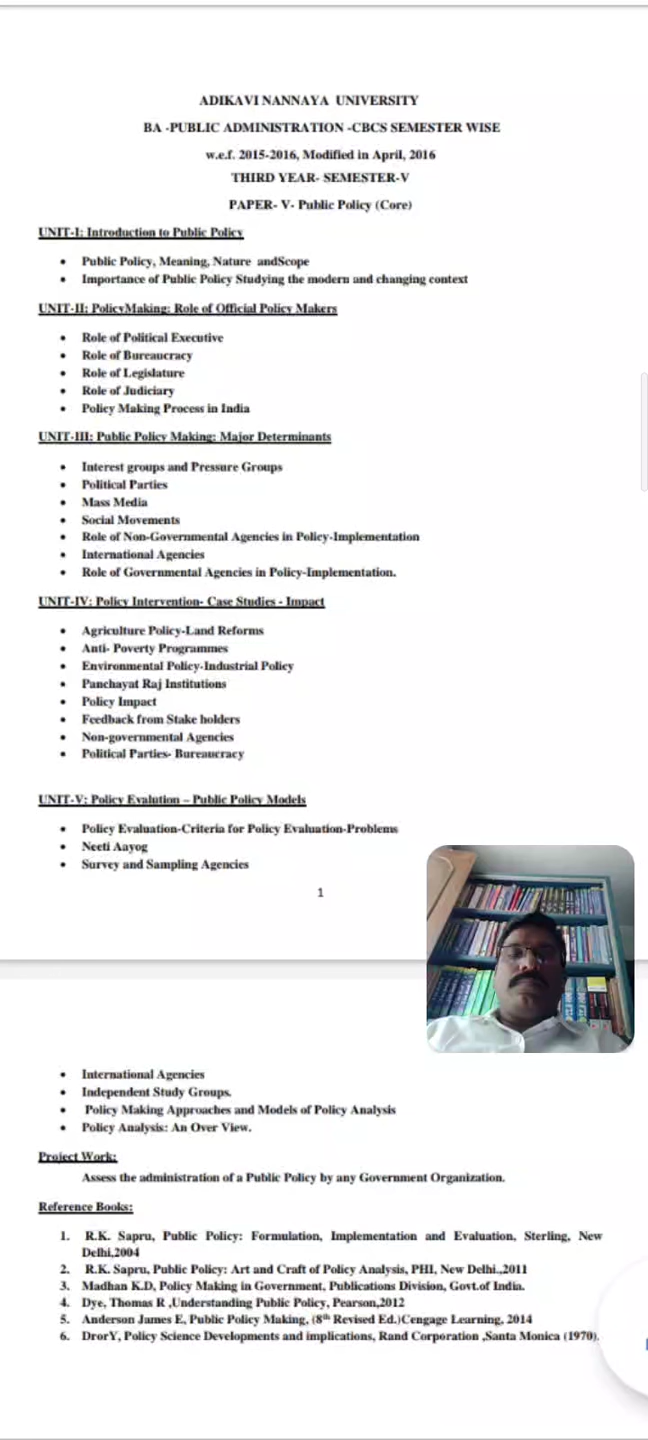 ADIKAVI NANNAYA UNIVERSITY
BA -PUBLIC ADMINISTRATION -CBCS SEMESTER WISE
w.e.f. 2015-2016, Modified in April, 2016
THIRD YEAR- SEMESTER-V
PAPER- V- Public Policy (Core)
UNIT-I: Introduction to Public Policy
• Public Policy, Meaning, Nature andScope
• Importance of Public Policy Studying the modern and changing context
UNIT-II: PolicyMaking: Role of Official Policy Makers
• Role of Political Executive
• Role of Bureaucracy
• Role of Legislature
• Role of Judiciary
• Policy Making Process in India
UNIT-III: Public Policy Making: Major Determinants
• Interest groups and Pressure Groups
• Political Parties
• Mass Media
• Social Movements
• Role of Non-Governmental Agencies in Policy-Implementation
• International Agencies
• Role of Governmental Agencies in Policy-Implementation.
UNIT-IV: Policy Intervention- Case Studies - Impact
• Agriculture Policy-Land Reforms
• Anti- Poverty Programmes
• Environmental Policy-Industrial Policy
• Panchayat Raj Institutions
• Policy Impact
• Feedback from Stake holders
• Non-governmental Agencies
• Political Parties- Bureaucracy
UNIT-V: Policy Evalution – Public Policy Models
• Policy Evaluation-Criteria for Policy Evaluation-Problems
• Neeti Aayog
• Survey and Sampling Agencies
1
• International Agencies
• Independent Study Groups.
• Policy Making Approaches and Models of Policy Analysis
• Policy Analysis: An Over View.
Project Work:
Assess the administration of a Public Policy by any Government Organization.
Reference Books:
1. R.K. Sapru, Public Policy: Formulation, Implementation and Evaluation, Sterling, New
Delhi,2004
2. R.K. Sapru, Public Policy: Art and Craft of Policy Analysis, PHI, New Delhi.,2011
3. Madhan K.D, Policy Making in Government, Publications Division, Govt.of India.
4. Dye, Thomas R ,Understanding Public Policy, Pearson,2012
5. Anderson James E, Public Policy Making, (8th Revised Ed.)Cengage Learning, 2014
6. DrorY, Policy Science Developments and implications, Rand Corporation ,Santa Monica (1970).